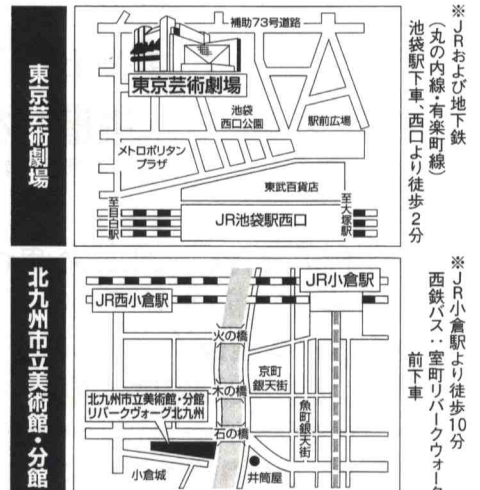 東京芸術劇場
補助73号道路
東京芸術劇場
池袋
西口公園
駅前広場
メトロポリタン
プラザ
東武百貨店
至目白駅
JR池袋駅西口
至大塚駅
※JRおよび地下鉄
(丸の内線・有楽町線)
池袋駅下車、西口より徒歩2分
北九州市立美術館・分館
JR小倉駅
JR西小倉駅
火の橋
京町
銀天街
木の橋
北九州市立美術館・分館
リバークウォーグ北九州
魚町銀天街
石の橋
小倉城
井筒屋
※JR小倉駅より徒歩10分
西鉄バス:室町リバークウォーク
前下車